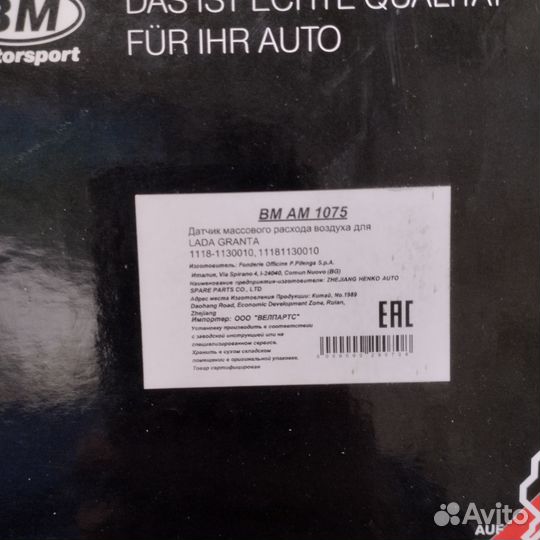 DAS IST ECHTE QUALITÄT
BM
FÜR IHR AUTO
torsport
BM AM 1075
Датчик массового расхода воздуха для
LADA GRANTA
1118-1130010, 11181130010
Изготовитель: Fonderie Officine P.Pilenga S.p.A.
Италия, Via Spirano 4, I-24040, Comun Nuovo (BG)
Наименование предприятия-изготовителя: ZHEJIANG HENKO AUTO
SPARE PARTS CO., LTD
Адрес места Изготовления Продукции: Китай, No.1989
Daohang Road, Economic Development Zone, Ruian,
Zhejiang
Импортер: ООО "ВЕЛПАРТС"
Установку производить в соответствии
с заводской инструкцией или на
специализированном сервисе.
Хранить в сухом складском
помещении в оригинальной упаковке.
Товар сертифицирован
EAC
AUF
Avito